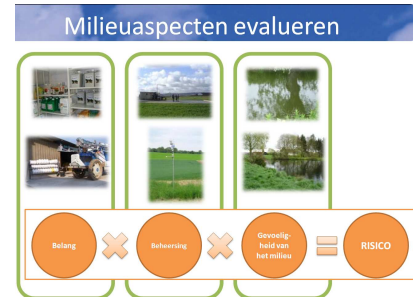 Milieuaspecten evalueren
Belang
Beheersing
Gevoelig-
heid van
het milieu
RISICO